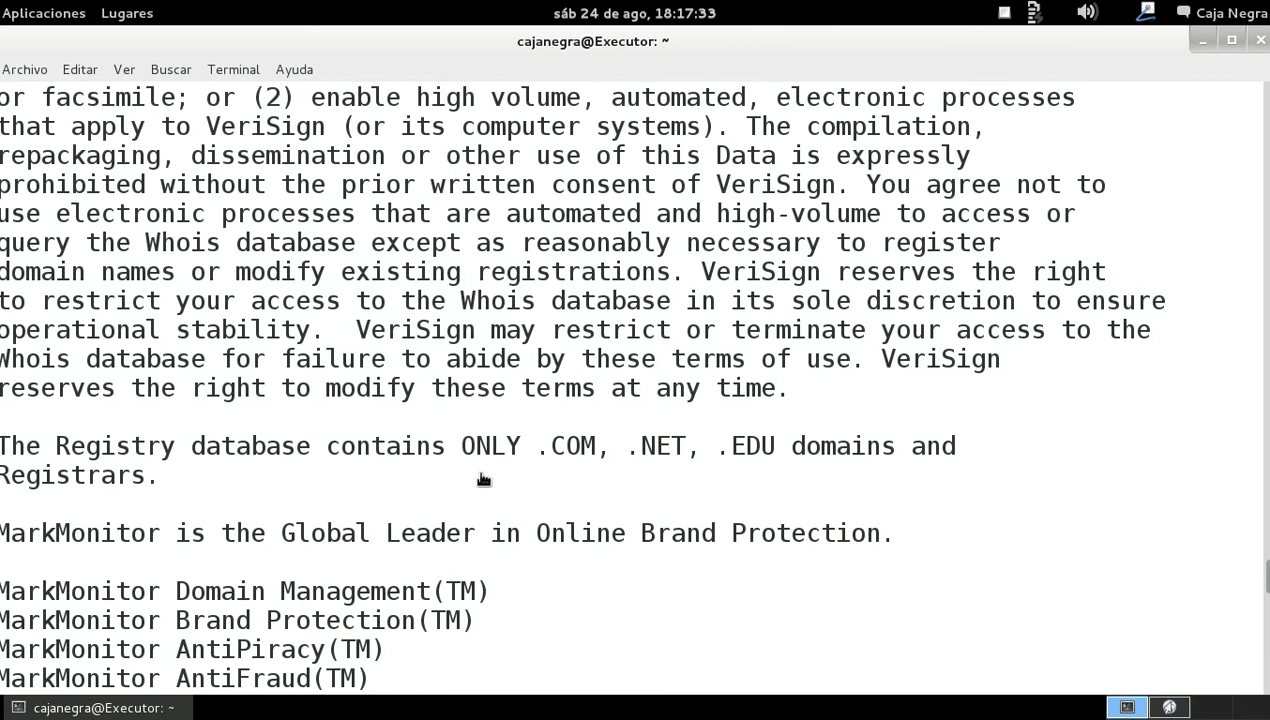 Aplicaciones Lugares sáb 24 de ago, 18:17:33 Caja Negra
cajanegra@Executor: ~
Archivo Editar Ver Buscar Terminal Ayuda
or facsimile; or (2) enable high volume, automated, electronic processes
that apply to VeriSign (or its computer systems). The compilation,
repackaging, dissemination or other use of this Data is expressly
prohibited without the prior written consent of VeriSign. You agree not to
use electronic processes that are automated and high-volume to access or
query the Whois database except as reasonably necessary to register
domain names or modify existing registrations. VeriSign reserves the right
to restrict your access to the Whois database in its sole discretion to ensure
operational stability.  VeriSign may restrict or terminate your access to the
Whois database for failure to abide by these terms of use. VeriSign
reserves the right to modify these terms at any time.
The Registry database contains ONLY .COM, .NET, .EDU domains and
Registrars.
MarkMonitor is the Global Leader in Online Brand Protection.
MarkMonitor Domain Management(TM)
MarkMonitor Brand Protection(TM)
MarkMonitor AntiPiracy(TM)
MarkMonitor AntiFraud(TM)
cajanegra@Executor: ~